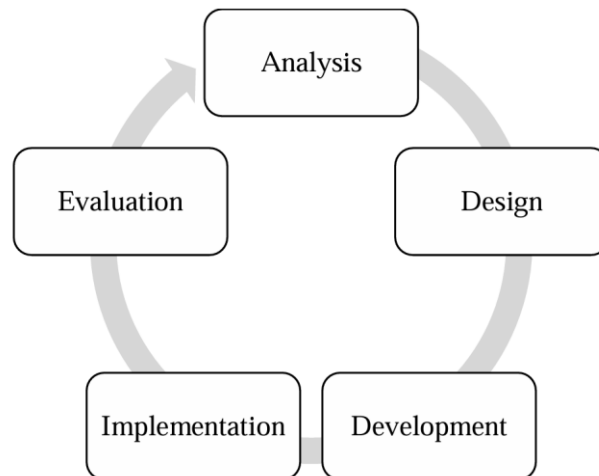 Analysis
Design
Development
Implementation
Evaluation